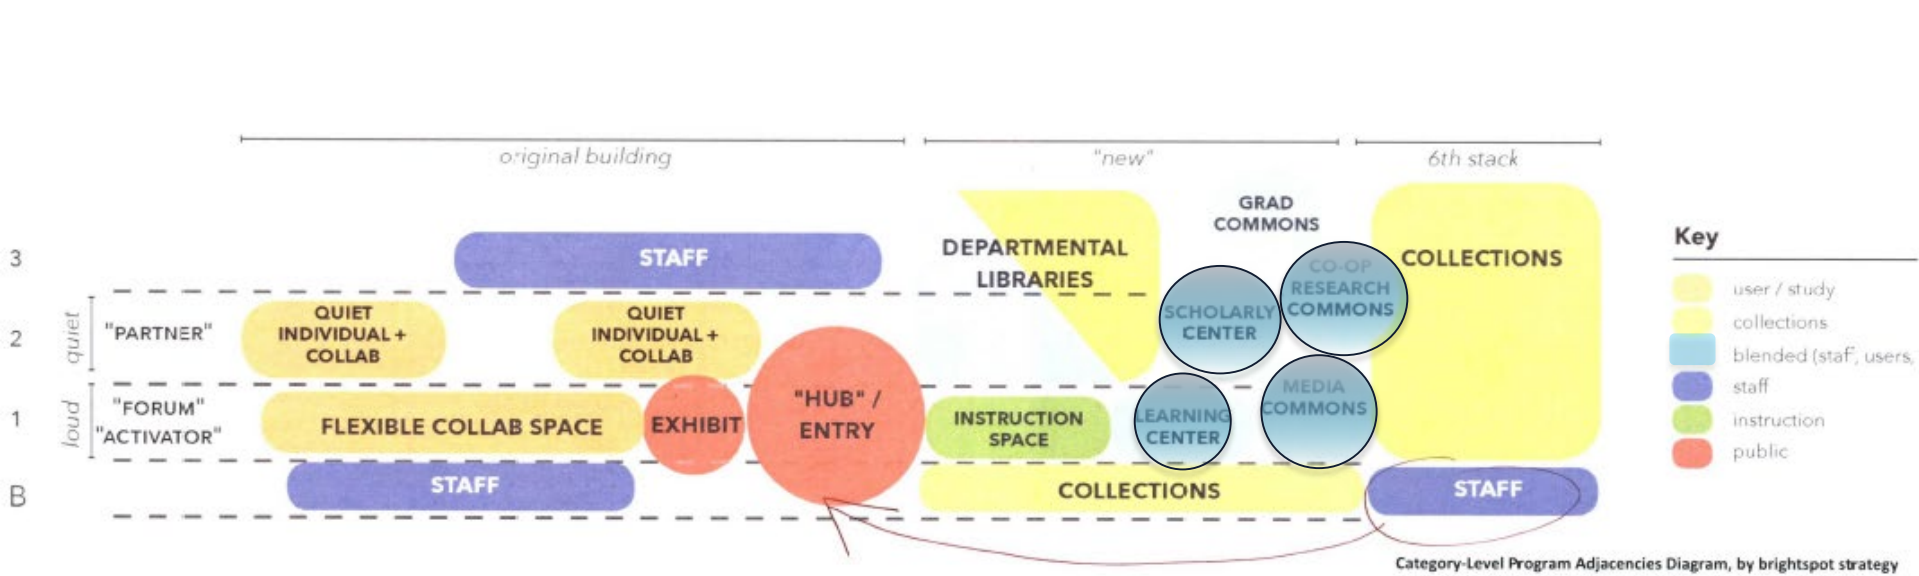 original building
"new"
6th stack
GRAD
COMMONS
3
STAFF
DEPARTMENTAL
LIBRARIES
CO-OP
RESEARCH
COMMONS
COLLECTIONS
Key
user / study
collections
blended (staff, users,
staff
instruction
public
quiet
2
"PARTNER"
QUIET
INDIVIDUAL +
COLLAB
QUIET
INDIVIDUAL +
COLLAB
SCHOLARLY
CENTER
loud
1
"FORUM"
"ACTIVATOR"
FLEXIBLE COLLAB SPACE
EXHIBIT
"HUB" /
ENTRY
INSTRUCTION
SPACE
LEARNING
CENTER
MEDIA
COMMONS
B
STAFF
COLLECTIONS
STAFF
Category-Level Program Adjacencies Diagram, by brightspot strategy